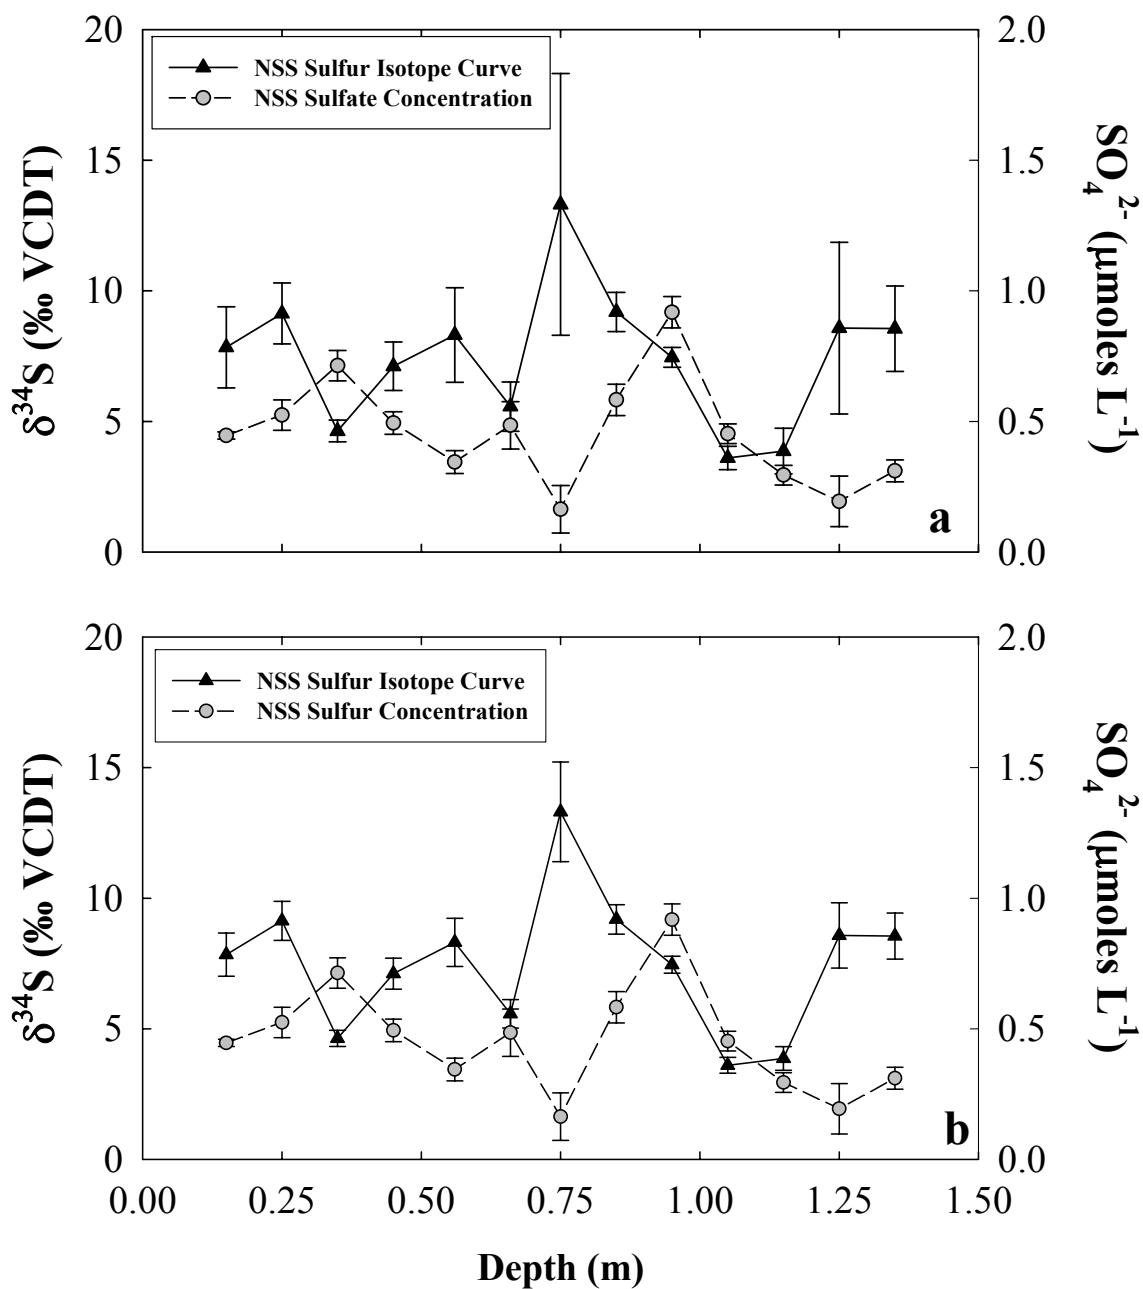 20
15
10
5
0
δ³⁴S (‰ VCDT)
NSS Sulfur Isotope Curve
NSS Sulfate Concentration
a
2.0
1.5
1.0
0.5
0.0
SO₄²⁻ (μmoles L⁻¹)
20
15
10
5
0
δ³⁴S (‰ VCDT)
NSS Sulfur Isotope Curve
NSS Sulfur Concentration
b
2.0
1.5
1.0
0.5
0.0
SO₄²⁻ (μmoles L⁻¹)
0.00 0.25 0.50 0.75 1.00 1.25 1.50
Depth (m)